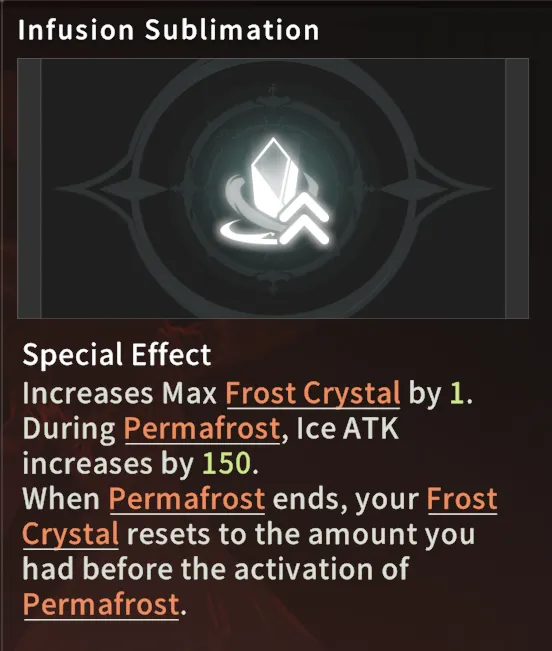 Infusion Sublimation
Special Effect
Increases Max Frost Crystal by 1.
During Permafrost, Ice ATK
increases by 150.
When Permafrost ends, your Frost
Crystal resets to the amount you
had before the activation of
Permafrost.